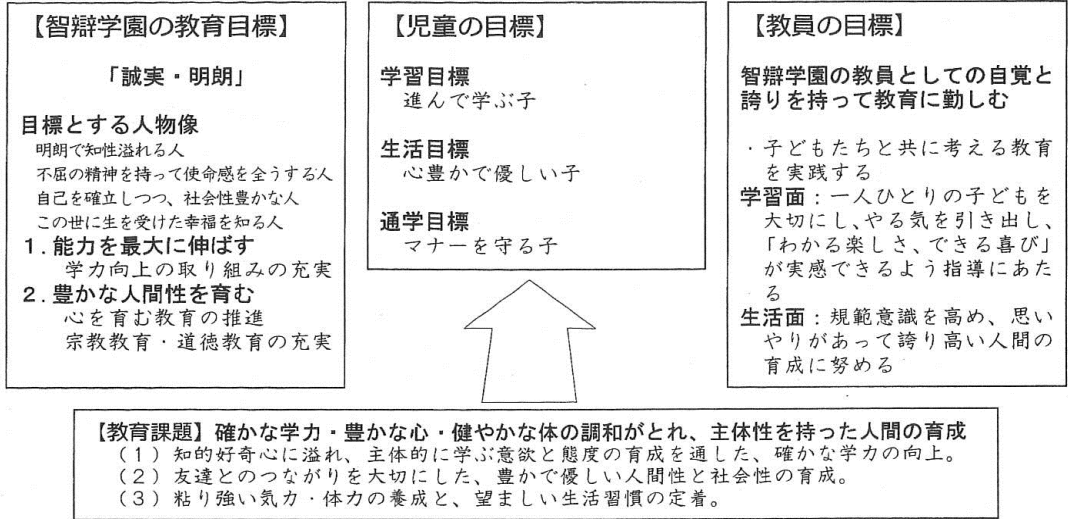 【智辯学園の教育目標】
「誠実・明朗」
目標とする人物像
明朗で知性溢れる人
不屈の精神を持って使命感を全うする人
自己を確立しつつ、社会性豊かな人
この世に生を受けた幸福を知る人
１．能力を最大に伸ばす
学力向上の取り組みの充実
２．豊かな人間性を育む
心を育む教育の推進
宗教教育・道徳教育の充実
【児童の目標】
学習目標
進んで学ぶ子
生活目標
心豊かで優しい子
通学目標
マナーを守る子
【教員の目標】
智辯学園の教員としての自覚と
誇りを持って教育に勤しむ
・子どもたちと共に考える教育
を実践する
学習面：一人ひとりの子どもを
大切にし、やる気を引き出し、
「わかる楽しさ、できる喜び」
が実感できるよう指導にあた
る
生活面：規範意識を高め、思い
やりがあって誇り高い人間の
育成に努める
【教育課題】確かな学力・豊かな心・健やかな体の調和がとれ、主体性を持った人間の育成
（１）知的好奇心に溢れ、主体的に学ぶ意欲と態度の育成を通した、確かな学力の向上。
（２）友達とのつながりを大切にした、豊かで優しい人間性と社会性の育成。
（３）粘り強い気力・体力の養成と、望ましい生活習慣の定着。